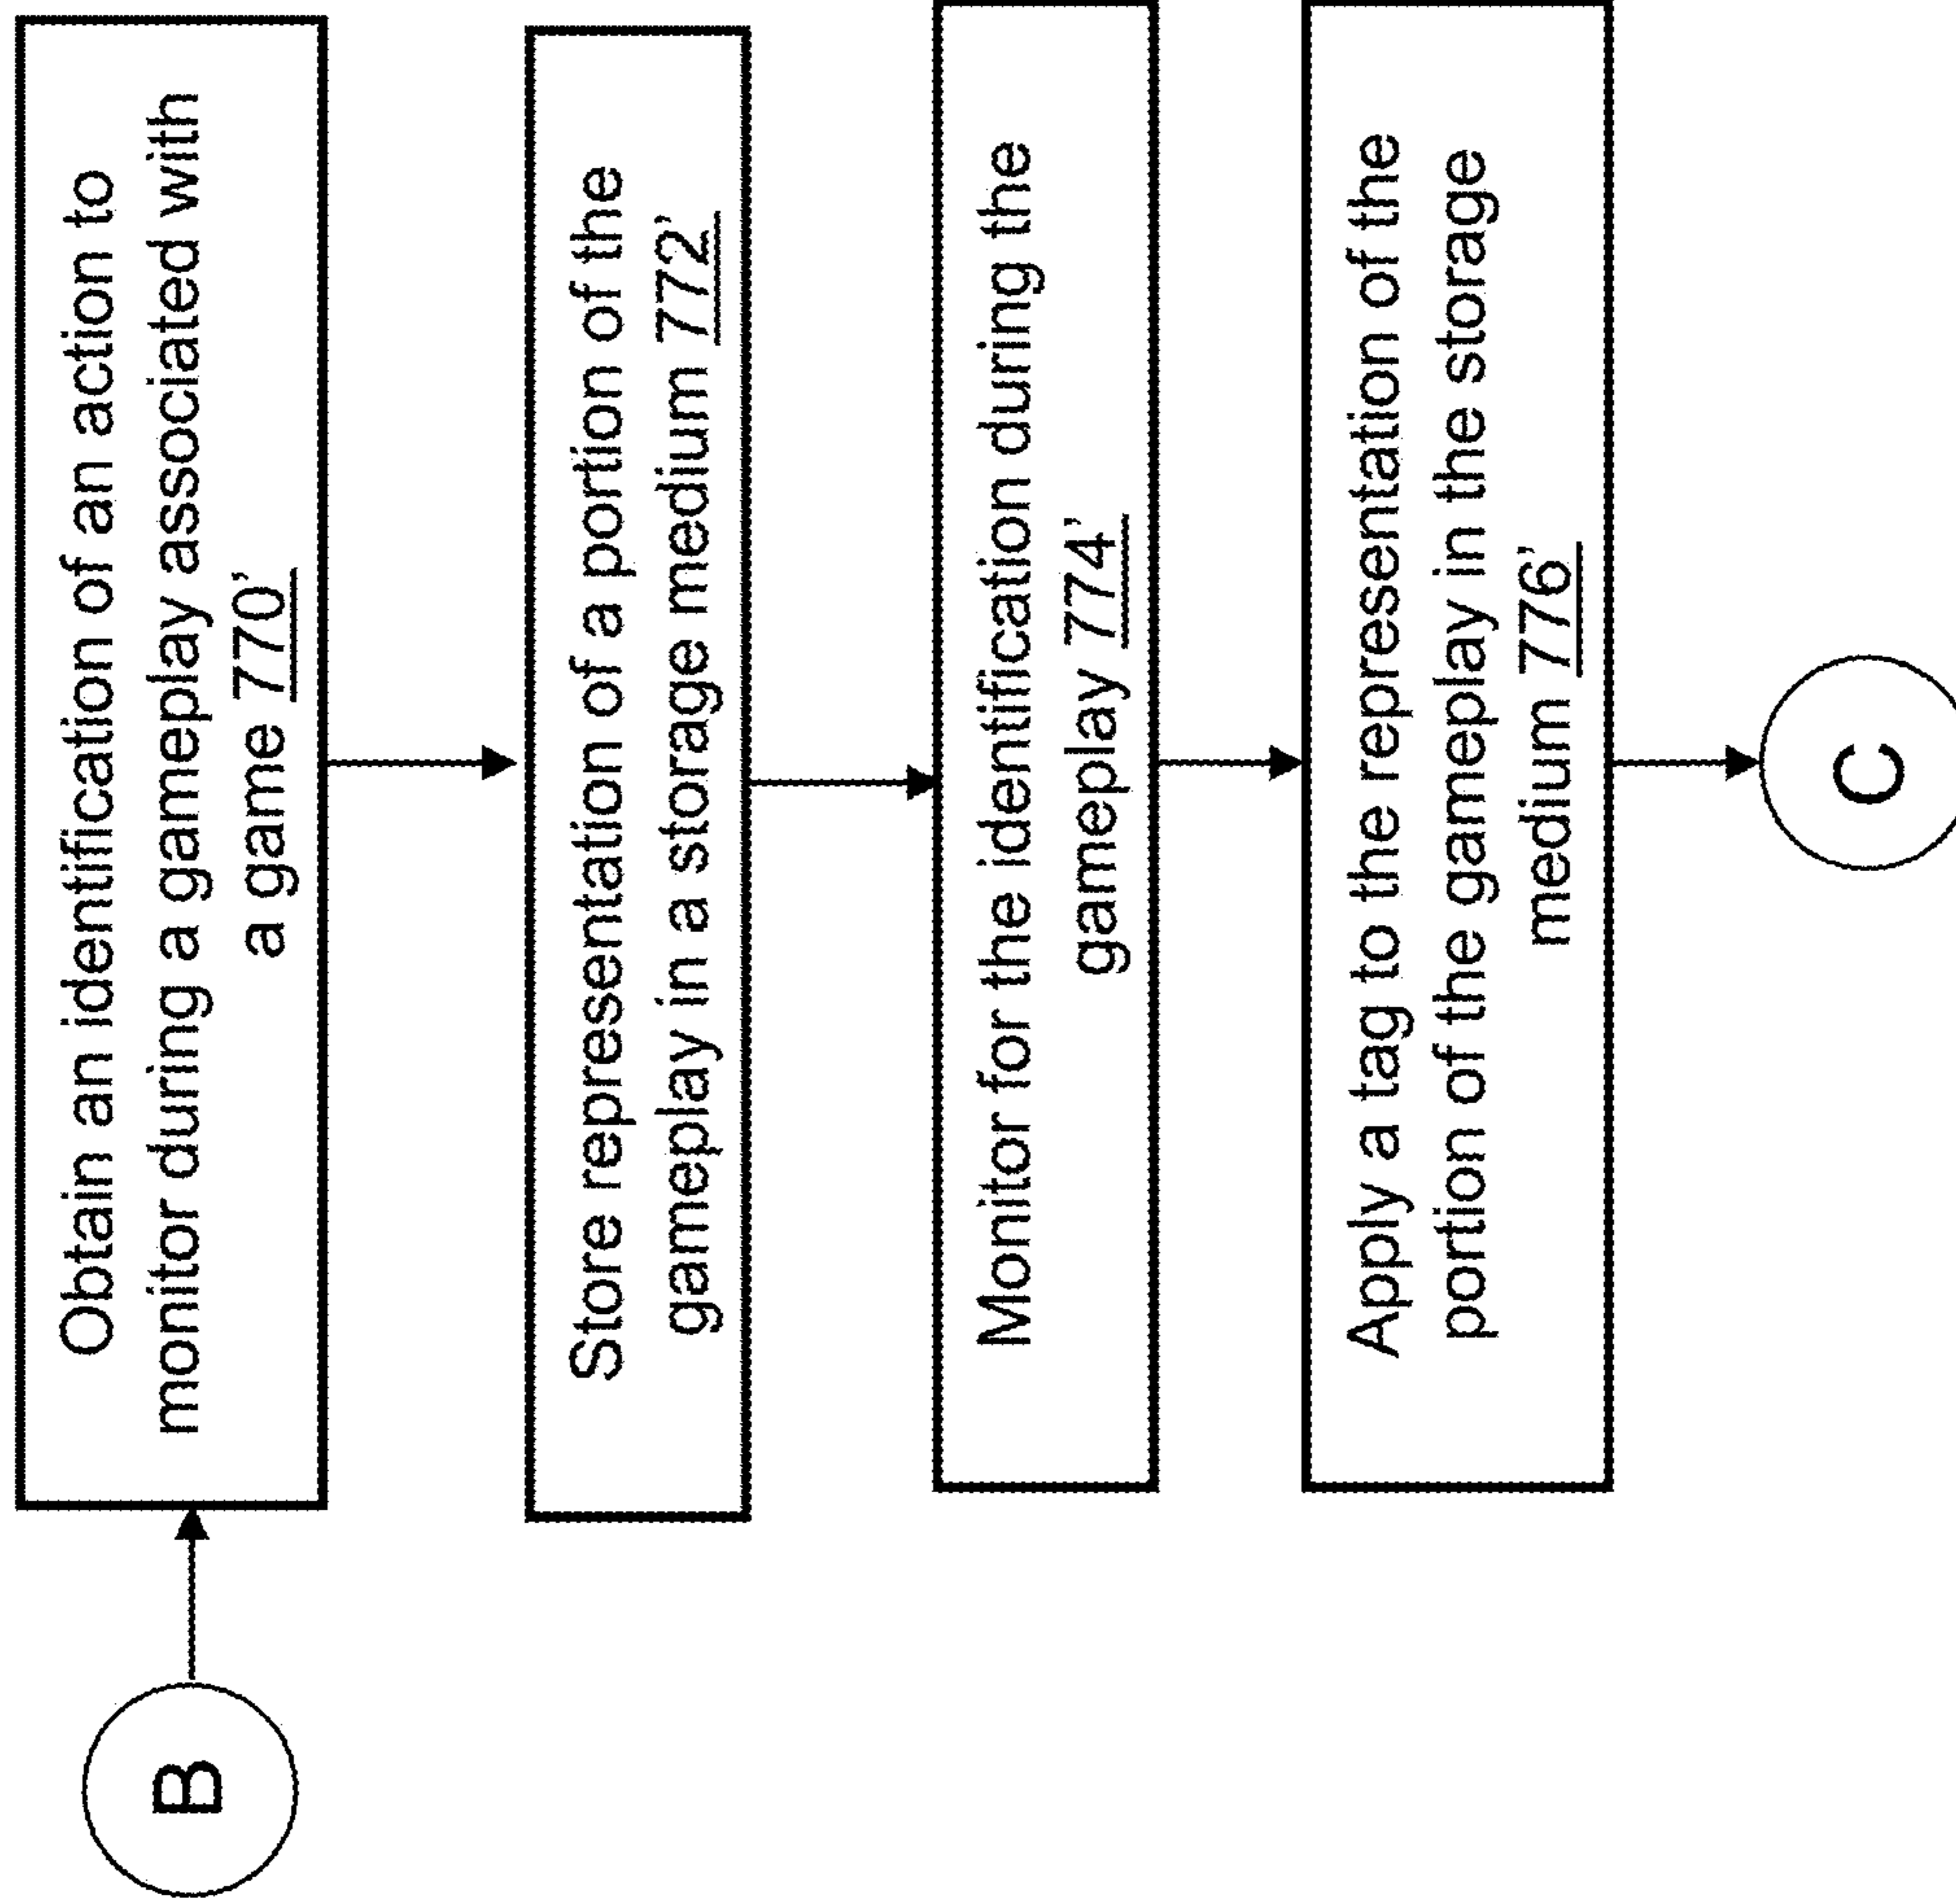 B
Obtain an identification of an action to
monitor during a gameplay associated with
a game 770'
Store representation of a portion of the
gameplay in a storage medium 772'
Monitor for the identification during the
gameplay 774'
Apply a tag to the representation of the
portion of the gameplay in the storage
medium 776'
C